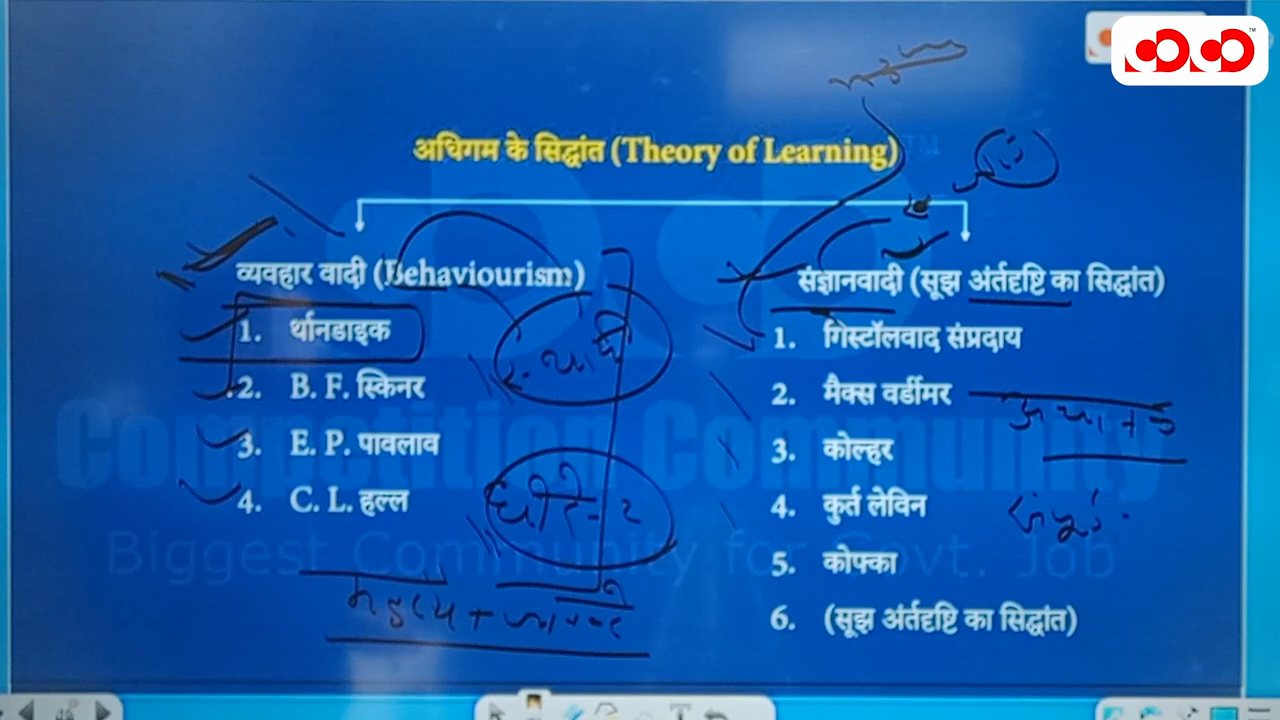 अधिगम के सिद्धांत (Theory of Learning)
व्यवहार वादी (Behaviourism)
1. र्थानडाइक
2. B. F. स्किनर
3. E. P. पावलाव
4. C. L. हल्ल
संज्ञानवादी (सूझ अंर्तदृष्टि का सिद्धांत)
1. गिस्टॉलवाद संप्रदाय
2. मैक्स वर्डीमर
3. कोल्हर
4. कुर्त लेविन
5. कोफ्का
6. (सूझ अंर्तदृष्टि का सिद्धांत)
Competition Community
Biggest Community for Govt. Job